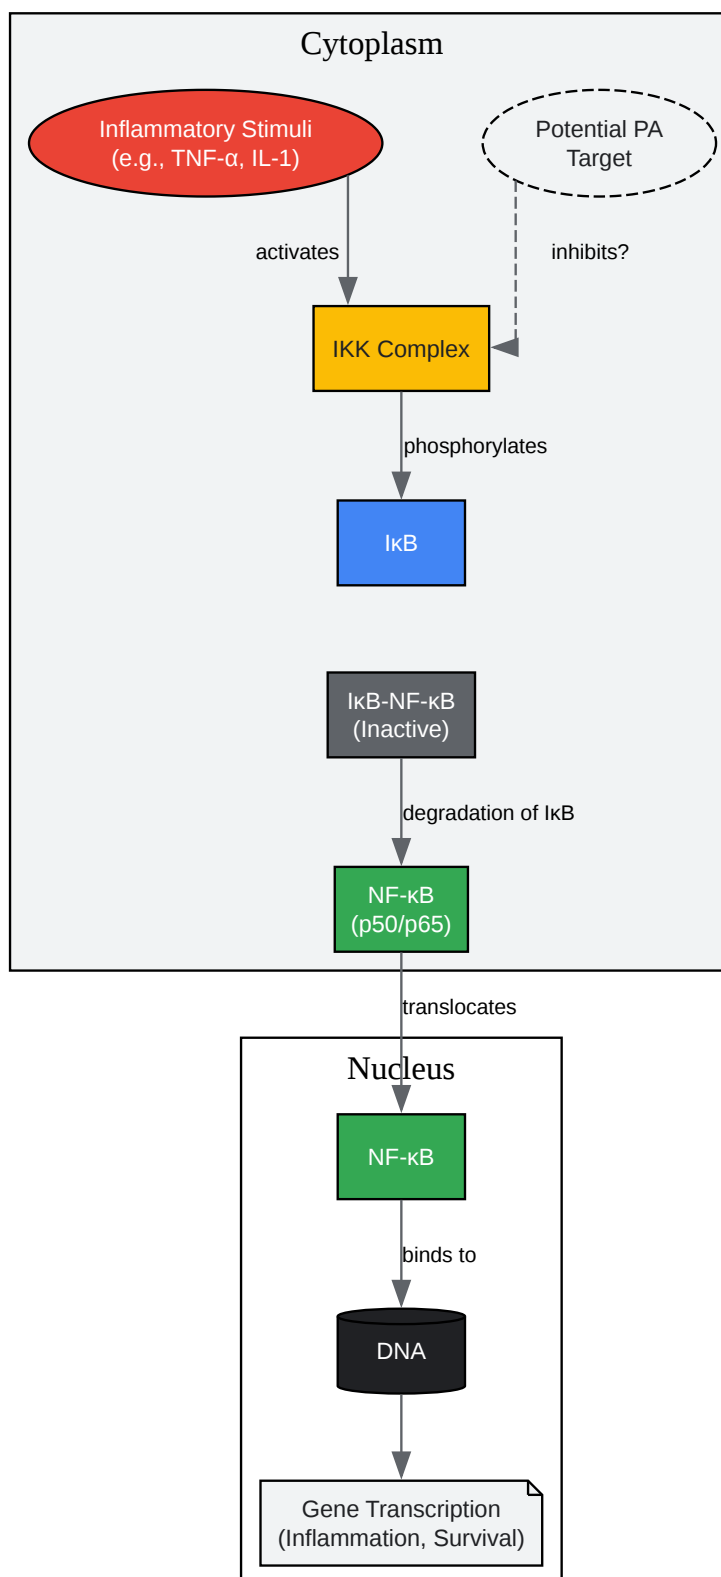 Cytoplasm
Inflammatory Stimuli
(e.g., TNF-α, IL-1)
Potential PA
Target
activates
inhibits?
IKK Complex
phosphorylates
IκB
IκB-NF-κB
(Inactive)
degradation of IκB
NF-κB
(p50/p65)
translocates
Nucleus
NF-κB
binds to
DNA
Gene Transcription
(Inflammation, Survival)